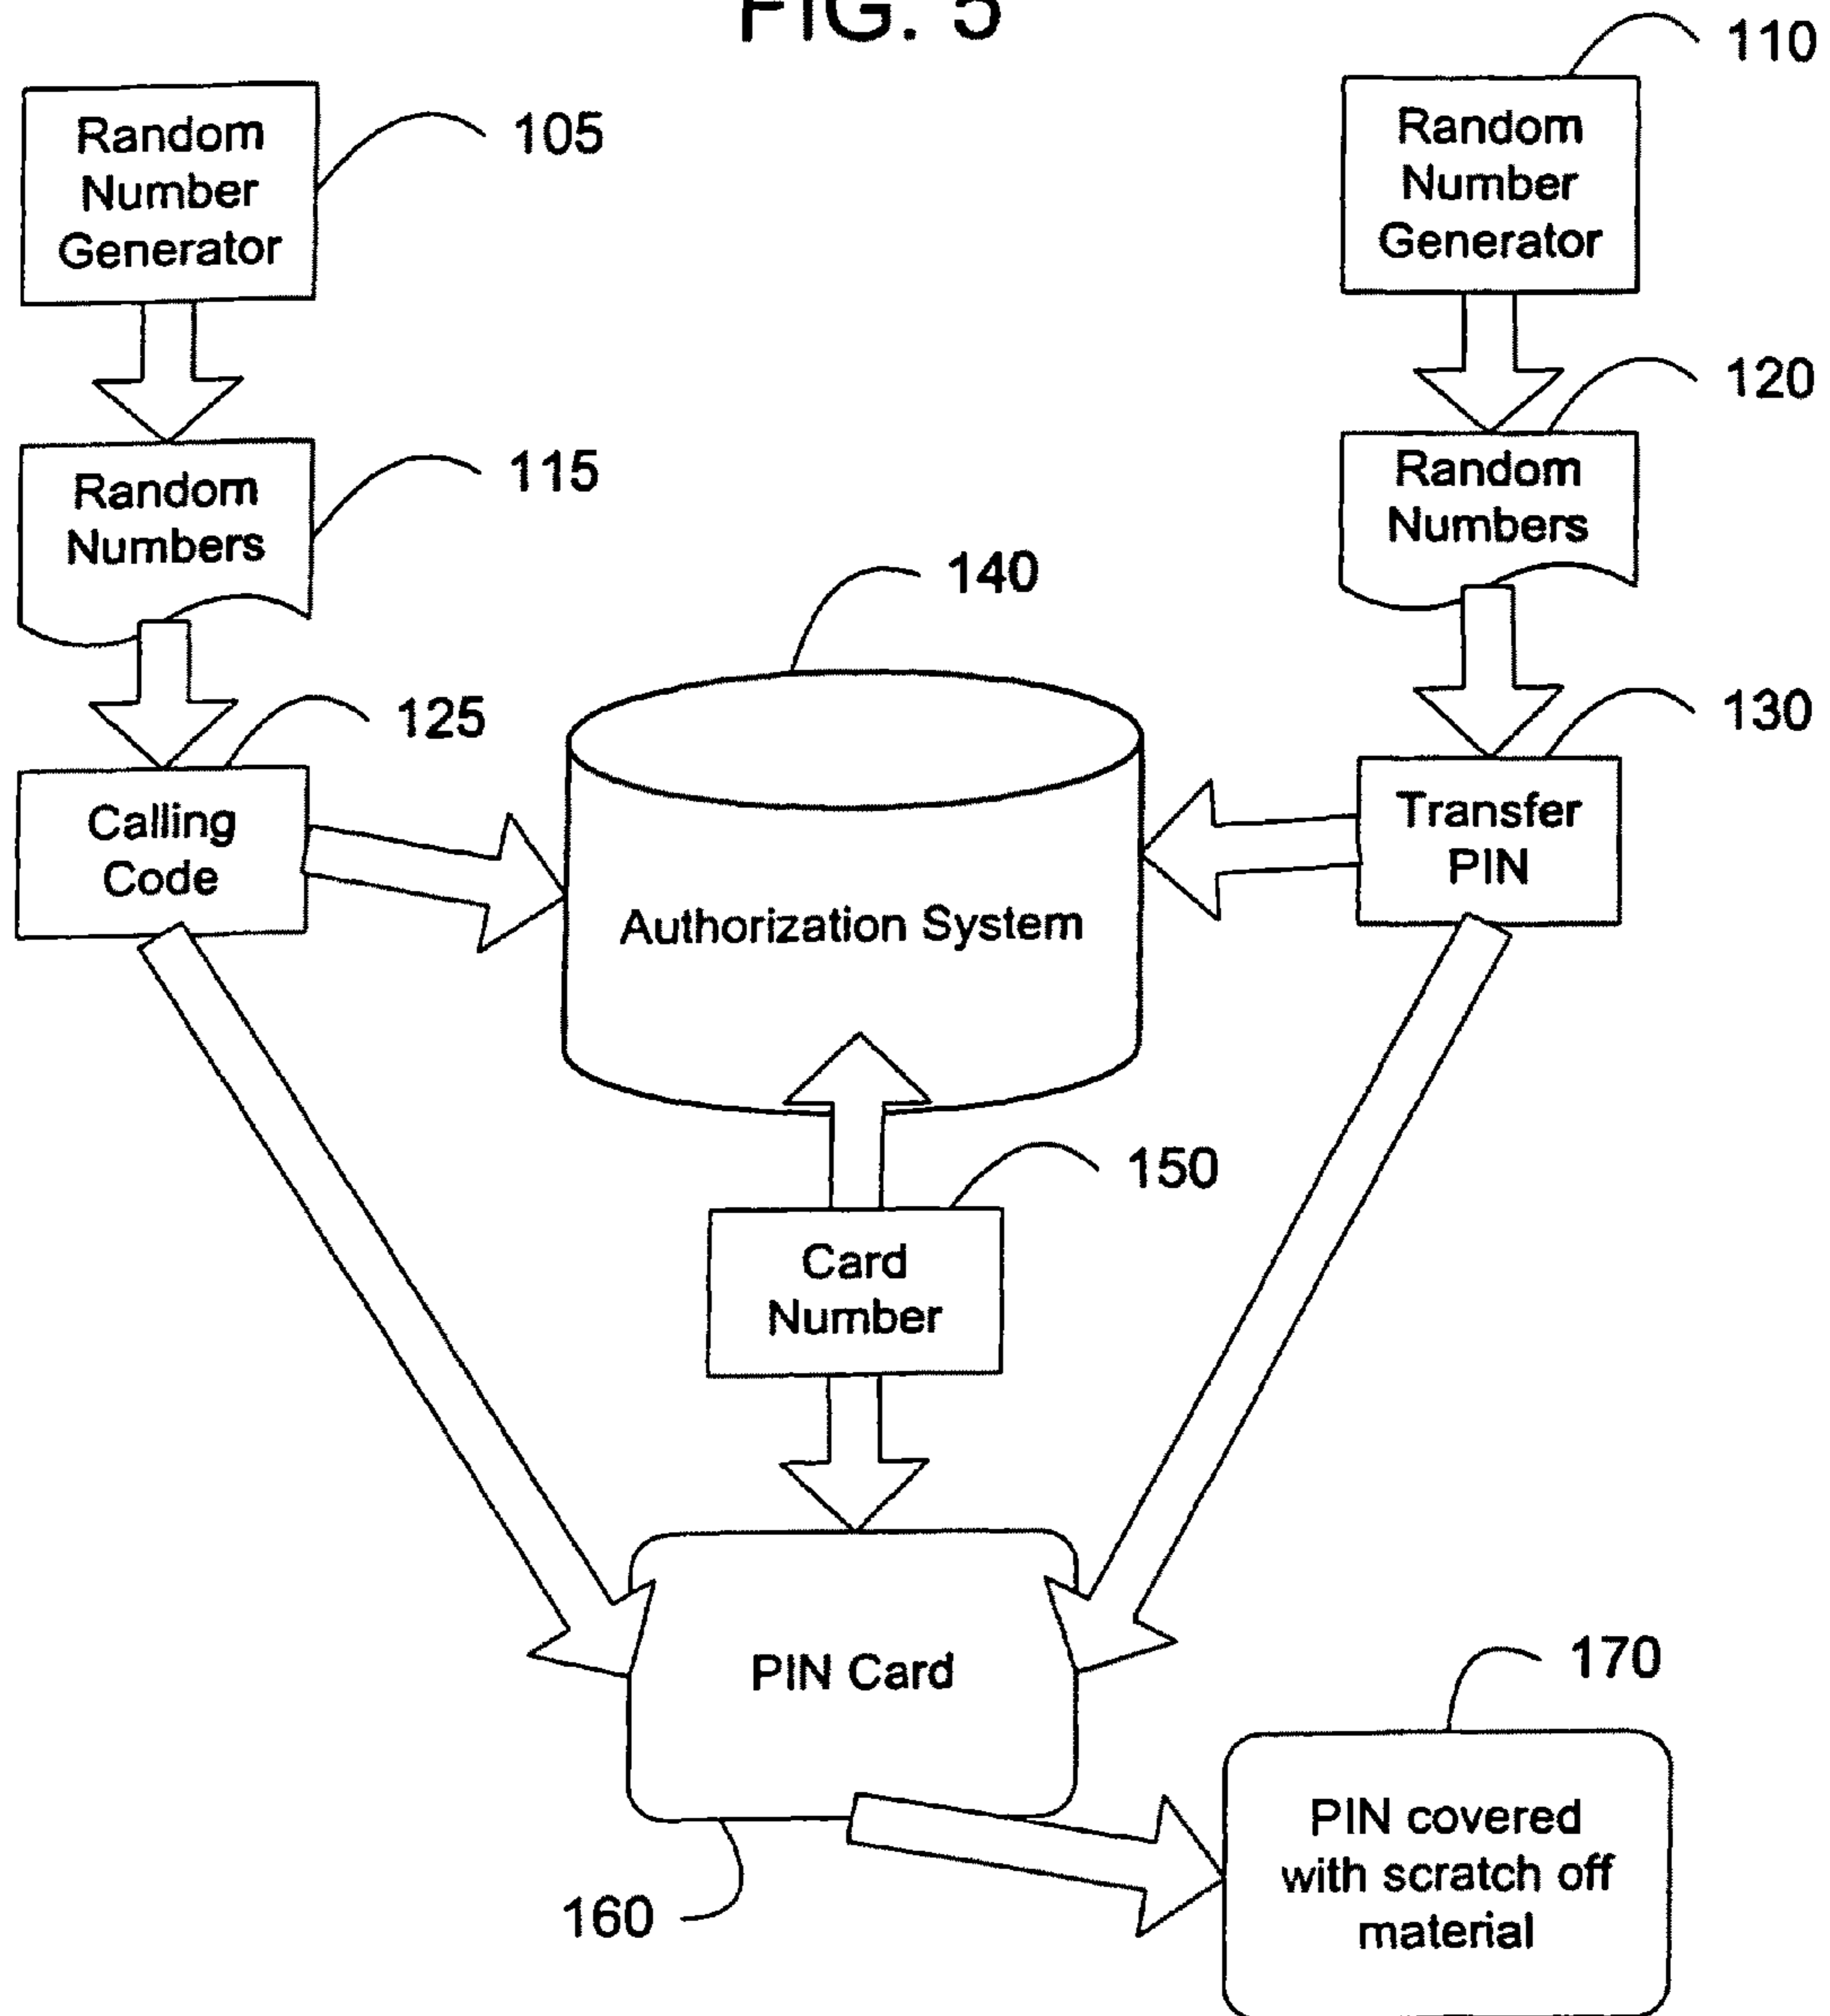 FIG. 5
110
Random
Number
Generator
105
Random
Number
Generator
120
Random
Numbers
115
Random
Numbers
140
130
125
Calling
Code
Transfer
PIN
Authorization System
150
Card
Number
PIN Card
170
PIN covered
with scratch off
material
160